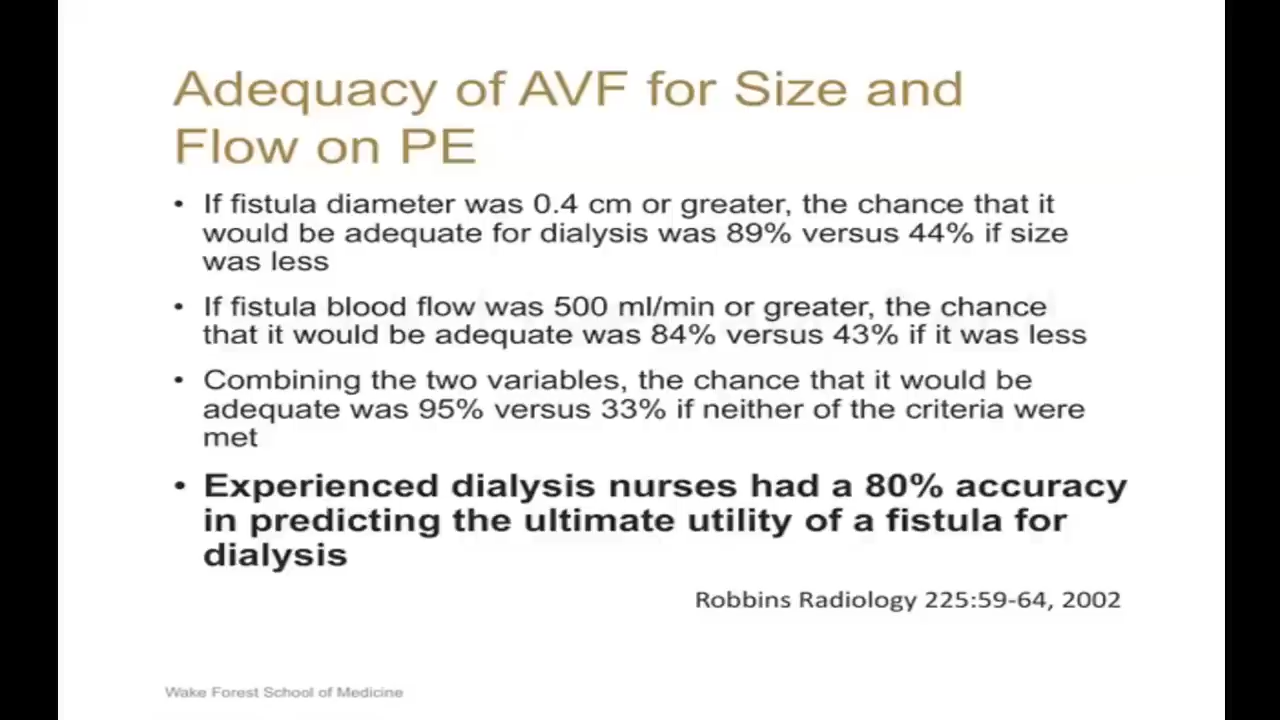 Adequacy of AVF for Size and
Flow on PE
• If fistula diameter was 0.4 cm or greater, the chance that it
would be adequate for dialysis was 89% versus 44% if size
was less
• If fistula blood flow was 500 ml/min or greater, the chance
that it would be adequate was 84% versus 43% if it was less
• Combining the two variables, the chance that it would be
adequate was 95% versus 33% if neither of the criteria were
met
• Experienced dialysis nurses had a 80% accuracy
in predicting the ultimate utility of a fistula for
dialysis
Robbins Radiology 225:59-64, 2002
Wake Forest School of Medicine